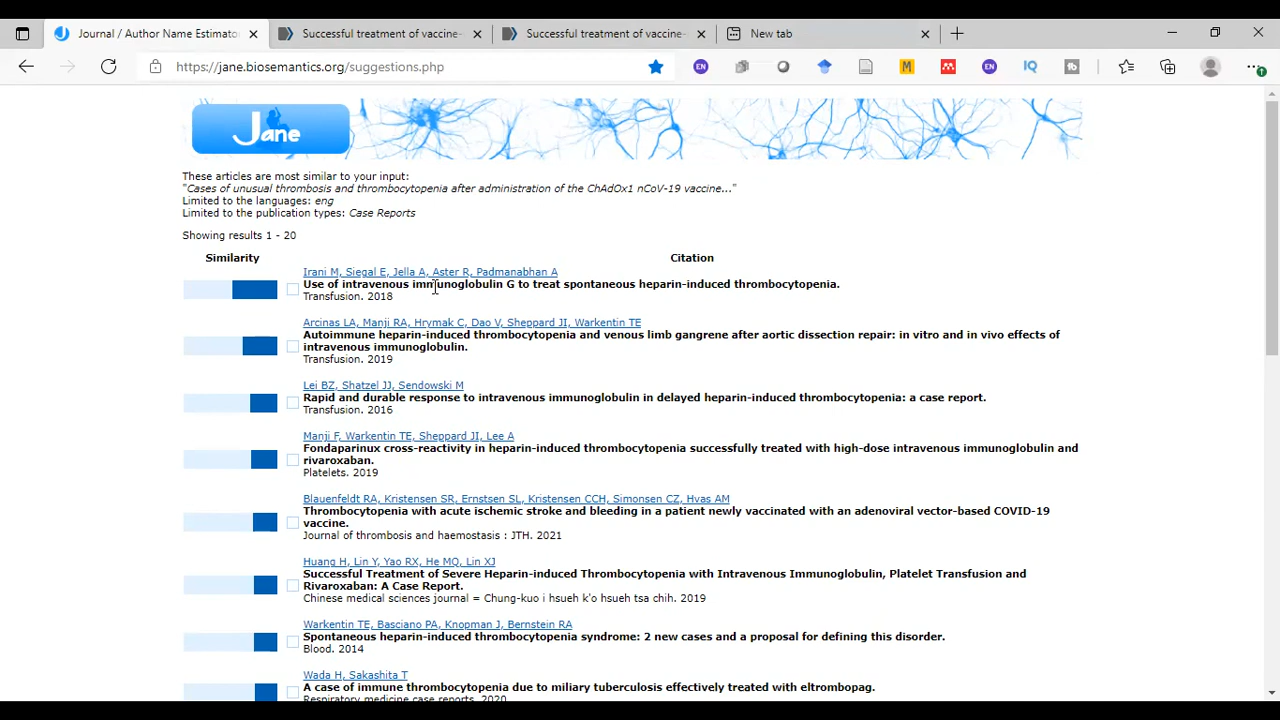 Journal / Author Name Estimato
Successful treatment of vaccine-
Successful treatment of vaccine-
New tab
https://jane.biosemantics.org/suggestions.php
Jane
These articles are most similar to your input:
"Cases of unusual thrombosis and thrombocytopenia after administration of the ChAdOx1 nCoV-19 vaccine..."
Limited to the languages: eng
Limited to the publication types: Case Reports
Showing results 1 - 20
Similarity Citation
Irani M, Siegal E, Jella A, Aster R, Padmanabhan A
Use of intravenous immunoglobulin G to treat spontaneous heparin-induced thrombocytopenia.
Transfusion. 2018
Arcinas LA, Manji RA, Hrymak C, Dao V, Sheppard JI, Warkentin TE
Autoimmune heparin-induced thrombocytopenia and venous limb gangrene after aortic dissection repair: in vitro and in vivo effects of
intravenous immunoglobulin.
Transfusion. 2019
Lei BZ, Shatzel JJ, Sendowski M
Rapid and durable response to intravenous immunoglobulin in delayed heparin-induced thrombocytopenia: a case report.
Transfusion. 2016
Manji F, Warkentin TE, Sheppard JI, Lee A
Fondaparinux cross-reactivity in heparin-induced thrombocytopenia successfully treated with high-dose intravenous immunoglobulin and
rivaroxaban.
Platelets. 2019
Blauenfeldt RA, Kristensen SR, Ernstsen SL, Kristensen CCH, Simonsen CZ, Hvas AM
Thrombocytopenia with acute ischemic stroke and bleeding in a patient newly vaccinated with an adenoviral vector-based COVID-19
vaccine.
Journal of thrombosis and haemostasis : JTH. 2021
Huang H, Lin Y, Yao RX, He MQ, Lin XJ
Successful Treatment of Severe Heparin-induced Thrombocytopenia with Intravenous Immunoglobulin, Platelet Transfusion and
Rivaroxaban: A Case Report.
Chinese medical sciences journal = Chung-kuo i hsueh k'o hsueh tsa chih. 2019
Warkentin TE, Basciano PA, Knopman J, Bernstein RA
Spontaneous heparin-induced thrombocytopenia syndrome: 2 new cases and a proposal for defining this disorder.
Blood. 2014
Wada H, Sakashita T
A case of immune thrombocytopenia due to miliary tuberculosis effectively treated with eltrombopag.
Respiratory medicine case reports. 2020